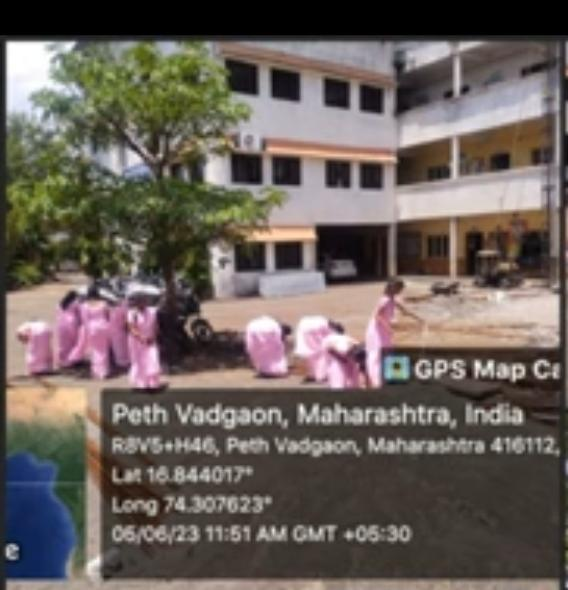 GPS Map Ca
Peth Vadgaon, Maharashtra, India
R8V5+H46, Peth Vadgaon, Maharashtra 416112,
Lat 16.844017°
Long 74.307623°
05/06/23 11:51 AM GMT +05:30
e